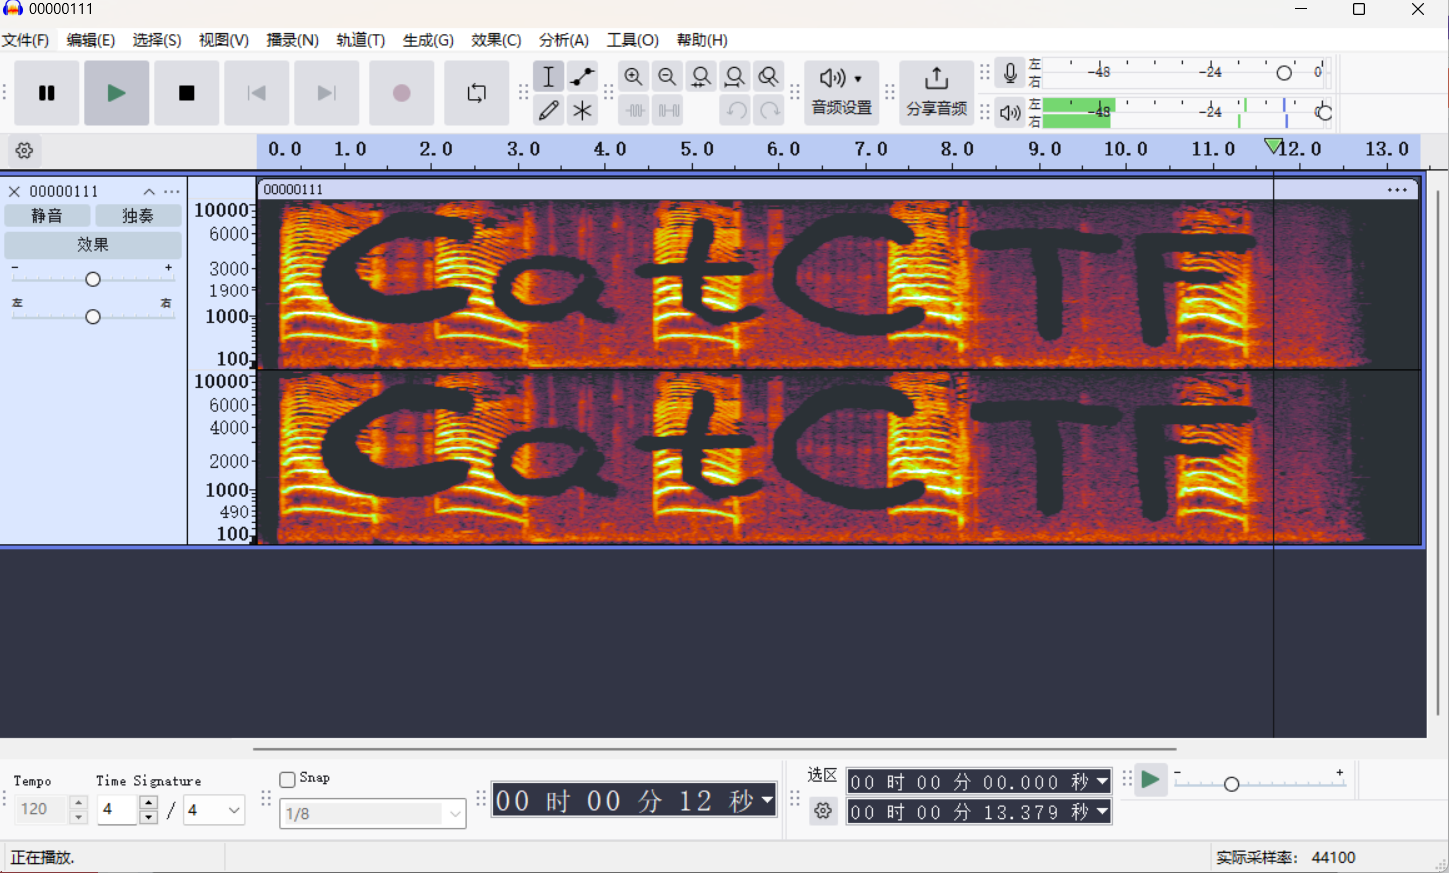 00000111
文件(F) 编辑(E) 选择(S) 视图(V) 播录(N) 轨道(T) 生成(G) 效果(C) 分析(A) 工具(O) 帮助(H)
音频设置 分享音频
左 右 -48 -24 0
左 右 -48 -24 0
0.0 1.0 2.0 3.0 4.0 5.0 6.0 7.0 8.0 9.0 10.0 11.0 12.0 13.0
× 00000111 ^ ...
静音 独奏
效果
- +
左 右
00000111 ...
10000
6000
3000
1900
1000
100
CatCTF
10000
6000
4000
2000
1000
490
100
CatCTF
Tempo Time Signature
120 4 / 4
Snap
1/8
00 时 00 分 12 秒
选区
00 时 00 分 00.000 秒
00 时 00 分 13.379 秒
- +
正在播放.
实际采样率: 44100